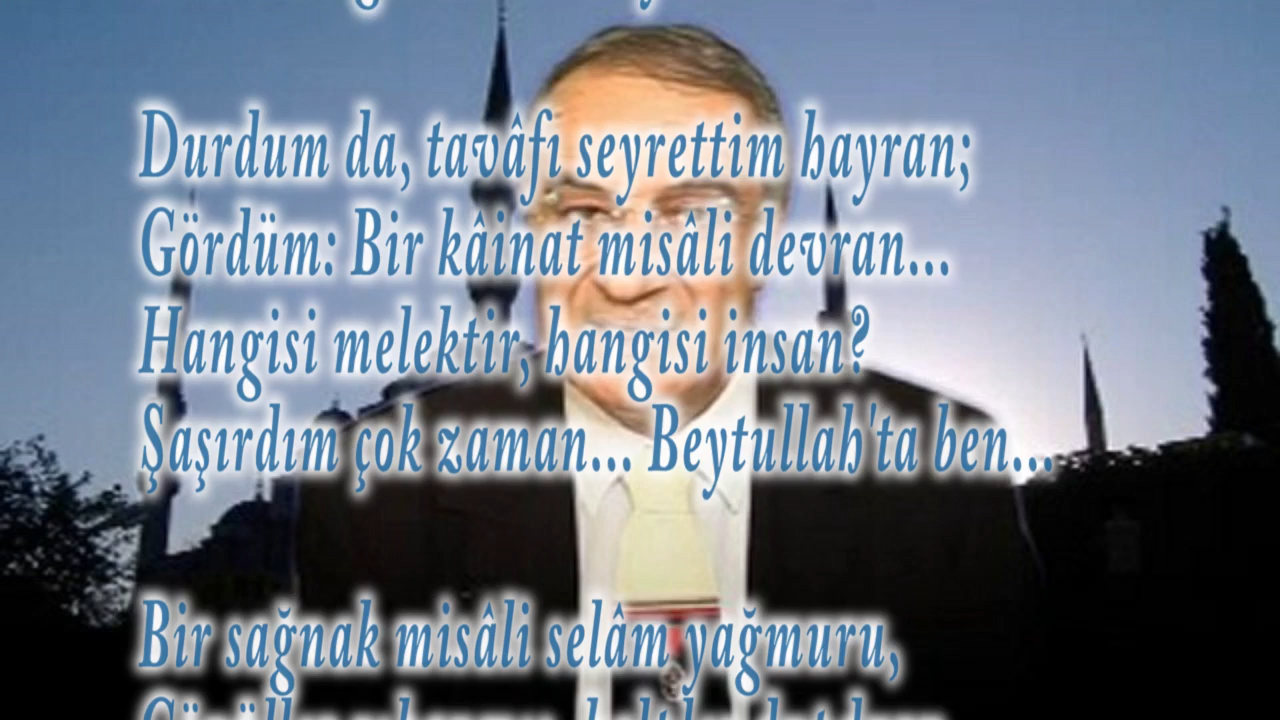 Durdum da, tavâfı seyrettim hayran;
Gördüm: Bir kâinat misâli devran...
Hangisi melektir, hangisi insan?
Şaşırdım çok zaman... Beytullah'ta ben...
Bir sağnak misâli selâm yağmuru,